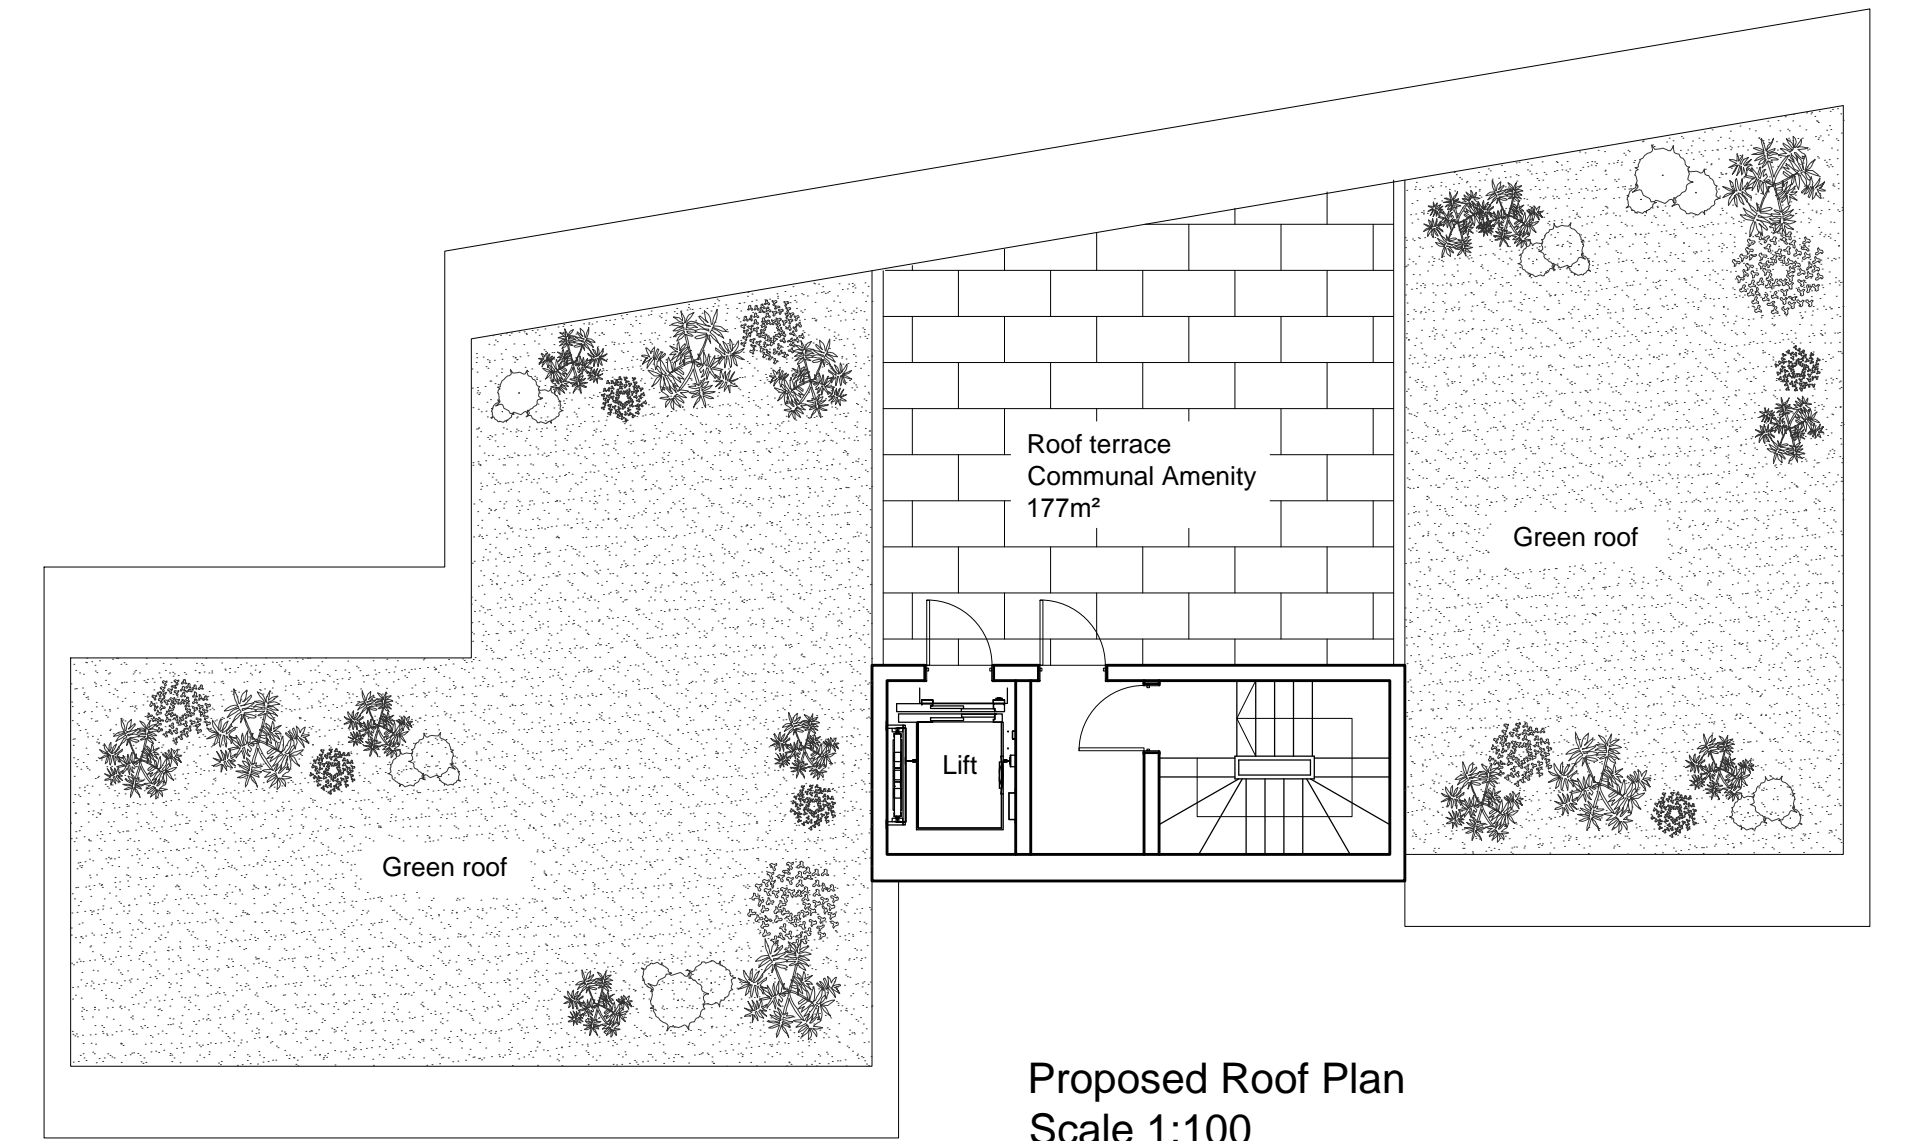 Roof terrace
Communal Amenity
177m²
Green roof
Lift
Green roof
Proposed Roof Plan
Scale 1:100